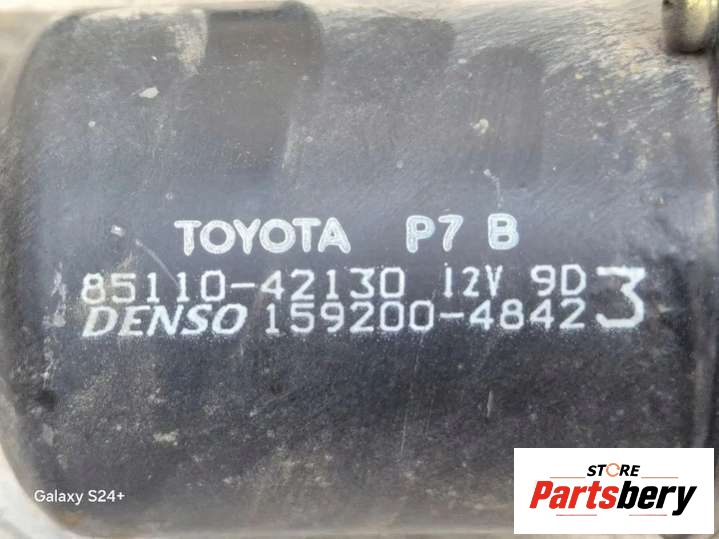 TOYOTA P7 B
85110-42130 12V 9D
DENSO 159200-4842 3
Galaxy S24+
STORE
Partsbery